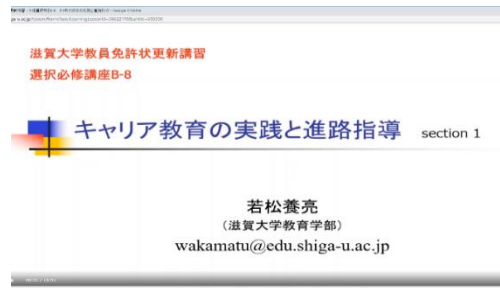 滋賀大学教員免許状更新講習
選択必修講座B-8
キャリア教育の実践と進路指導 section 1
若松養亮
(滋賀大学教育学部)
wakamatu@edu.shiga-u.ac.jp